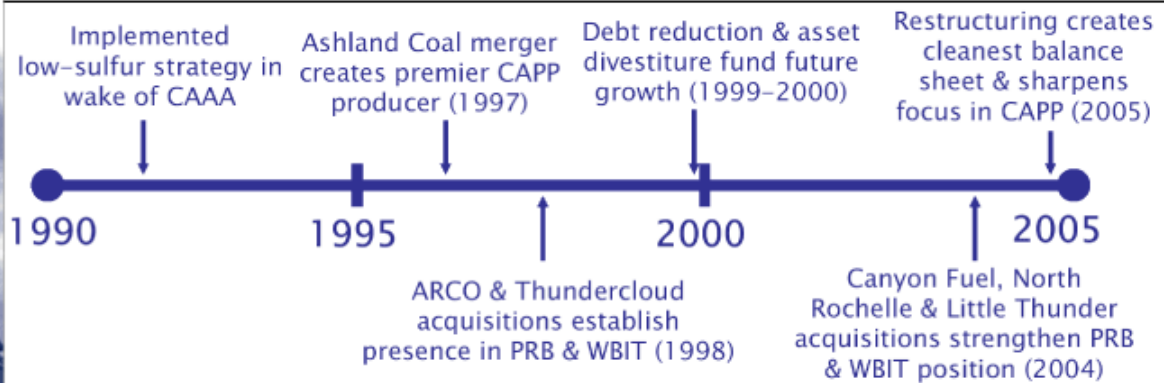 Implemented
low-sulfur strategy in
wake of CAAA
Ashland Coal merger
creates premier CAPP
producer (1997)
Debt reduction & asset
divestiture fund future
growth (1999-2000)
Restructuring creates
cleanest balance
sheet & sharpens
focus in CAPP (2005)
1990
1995
2000
2005
ARCO & Thundercloud
acquisitions establish
presence in PRB & WBIT (1998)
Canyon Fuel, North
Rochelle & Little Thunder
acquisitions strengthen PRB
& WBIT position (2004)